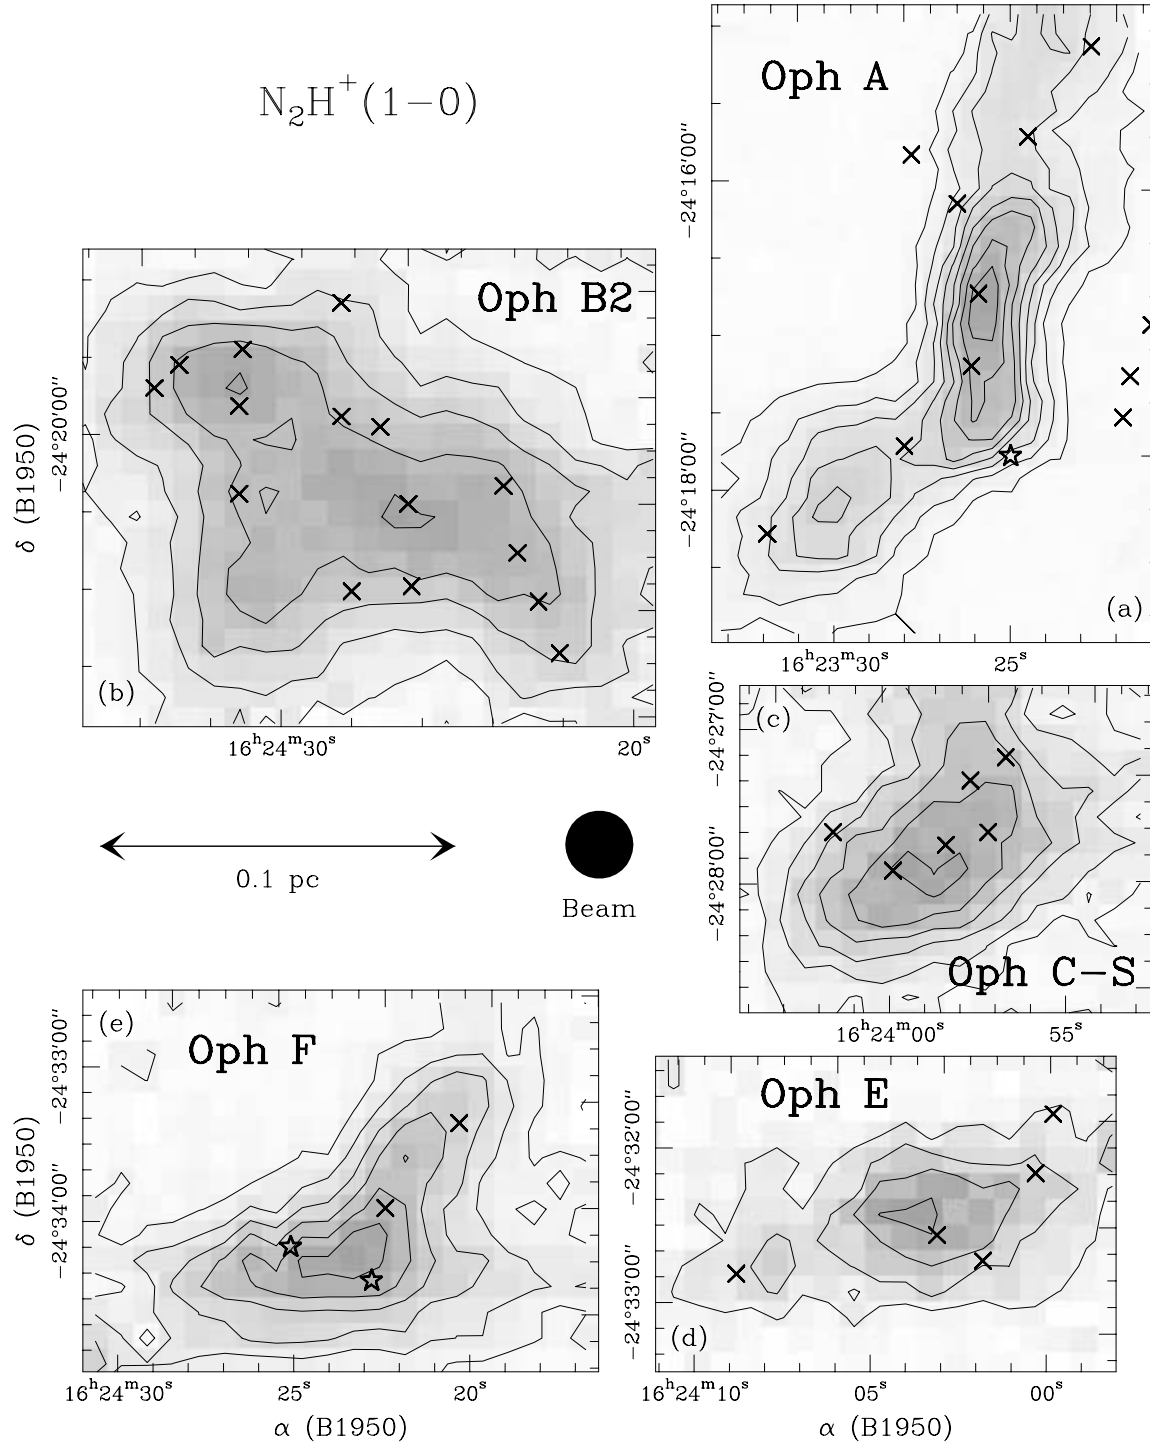 N₂H⁺(1−0)
Oph A
−24°16′00″
−24°18′00″
(a)
16ʰ23ᵐ30ˢ
25ˢ
Oph B2
δ (B1950)
−24°20′00″
(b)
16ʰ24ᵐ30ˢ
20ˢ
(c)
−24°27′00″
−24°28′00″
Oph C−S
16ʰ24ᵐ00ˢ
55ˢ
0.1 pc
Beam
(e)
Oph F
δ (B1950)
−24°33′00″
−24°34′00″
16ʰ24ᵐ30ˢ
25ˢ
20ˢ
α (B1950)
Oph E
−24°32′00″
−24°33′00″
(d)
16ʰ24ᵐ10ˢ
05ˢ
00ˢ
α (B1950)